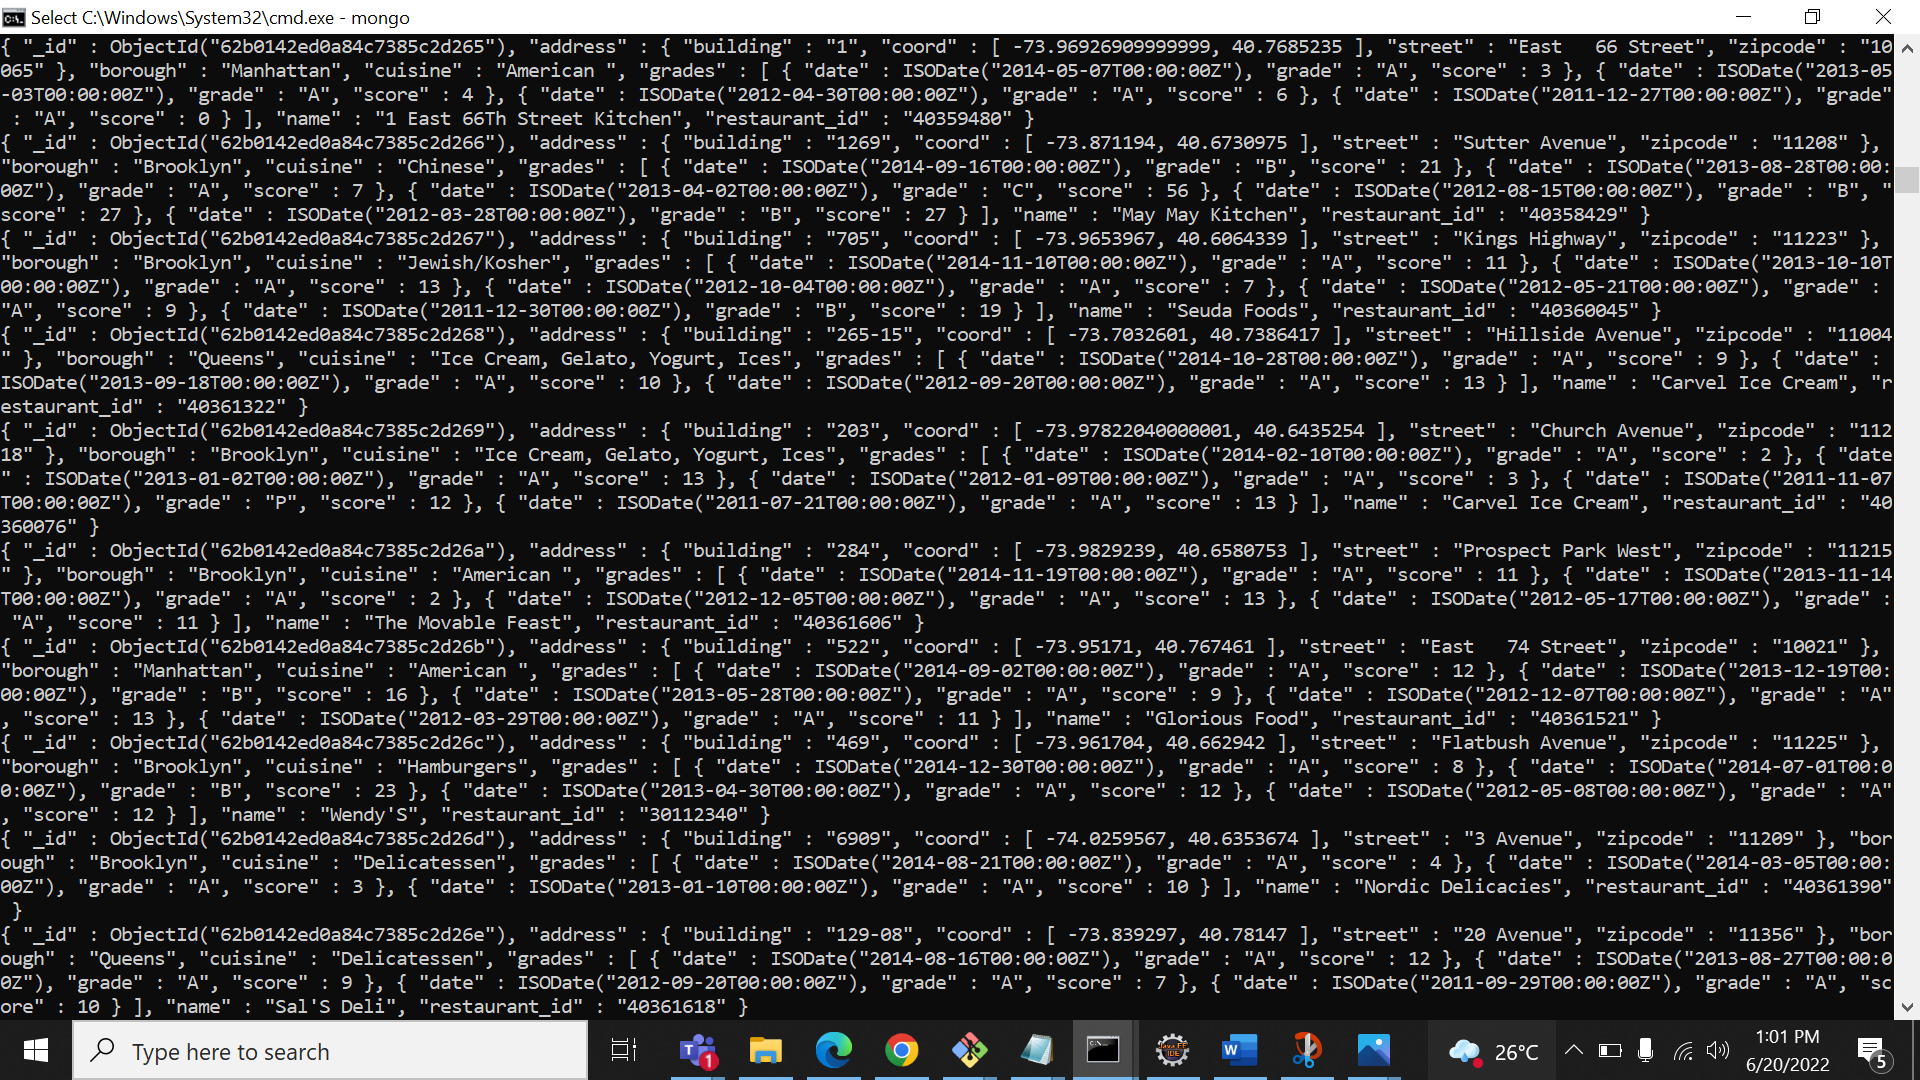 Select C:\Windows\System32\cmd.exe - mongo
{ "_id" : ObjectId("62b0142ed0a84c7385c2d265"), "address" : { "building" : "1", "coord" : [ -73.96926909999999, 40.7685235 ], "street" : "East   66 Street", "zipcode" : "10
065" }, "borough" : "Manhattan", "cuisine" : "American ", "grades" : [ { "date" : ISODate("2014-05-07T00:00:00Z"), "grade" : "A", "score" : 3 }, { "date" : ISODate("2013-05
-03T00:00:00Z"), "grade" : "A", "score" : 4 }, { "date" : ISODate("2012-04-30T00:00:00Z"), "grade" : "A", "score" : 6 }, { "date" : ISODate("2011-12-27T00:00:00Z"), "grade"
 : "A", "score" : 0 } ], "name" : "1 East 66Th Street Kitchen", "restaurant_id" : "40359480" }
{ "_id" : ObjectId("62b0142ed0a84c7385c2d266"), "address" : { "building" : "1269", "coord" : [ -73.871194, 40.6730975 ], "street" : "Sutter Avenue", "zipcode" : "11208" },
"borough" : "Brooklyn", "cuisine" : "Chinese", "grades" : [ { "date" : ISODate("2014-09-16T00:00:00Z"), "grade" : "B", "score" : 21 }, { "date" : ISODate("2013-08-28T00:00:
00Z"), "grade" : "A", "score" : 7 }, { "date" : ISODate("2013-04-02T00:00:00Z"), "grade" : "C", "score" : 56 }, { "date" : ISODate("2012-08-15T00:00:00Z"), "grade" : "B", "
score" : 27 }, { "date" : ISODate("2012-03-28T00:00:00Z"), "grade" : "B", "score" : 27 } ], "name" : "May May Kitchen", "restaurant_id" : "40358429" }
{ "_id" : ObjectId("62b0142ed0a84c7385c2d267"), "address" : { "building" : "705", "coord" : [ -73.9653967, 40.6064339 ], "street" : "Kings Highway", "zipcode" : "11223" },
"borough" : "Brooklyn", "cuisine" : "Jewish/Kosher", "grades" : [ { "date" : ISODate("2014-11-10T00:00:00Z"), "grade" : "A", "score" : 11 }, { "date" : ISODate("2013-10-10T
00:00:00Z"), "grade" : "A", "score" : 13 }, { "date" : ISODate("2012-10-04T00:00:00Z"), "grade" : "A", "score" : 7 }, { "date" : ISODate("2012-05-21T00:00:00Z"), "grade" :
"A", "score" : 9 }, { "date" : ISODate("2011-12-30T00:00:00Z"), "grade" : "B", "score" : 19 } ], "name" : "Seuda Foods", "restaurant_id" : "40360045" }
{ "_id" : ObjectId("62b0142ed0a84c7385c2d268"), "address" : { "building" : "265-15", "coord" : [ -73.7032601, 40.7386417 ], "street" : "Hillside Avenue", "zipcode" : "11004
" }, "borough" : "Queens", "cuisine" : "Ice Cream, Gelato, Yogurt, Ices", "grades" : [ { "date" : ISODate("2014-10-28T00:00:00Z"), "grade" : "A", "score" : 9 }, { "date" :
ISODate("2013-09-18T00:00:00Z"), "grade" : "A", "score" : 10 }, { "date" : ISODate("2012-09-20T00:00:00Z"), "grade" : "A", "score" : 13 } ], "name" : "Carvel Ice Cream", "r
estaurant_id" : "40361322" }
{ "_id" : ObjectId("62b0142ed0a84c7385c2d269"), "address" : { "building" : "203", "coord" : [ -73.97822040000001, 40.6435254 ], "street" : "Church Avenue", "zipcode" : "112
18" }, "borough" : "Brooklyn", "cuisine" : "Ice Cream, Gelato, Yogurt, Ices", "grades" : [ { "date" : ISODate("2014-02-10T00:00:00Z"), "grade" : "A", "score" : 2 }, { "date
" : ISODate("2013-01-02T00:00:00Z"), "grade" : "A", "score" : 13 }, { "date" : ISODate("2012-01-09T00:00:00Z"), "grade" : "A", "score" : 3 }, { "date" : ISODate("2011-11-07
T00:00:00Z"), "grade" : "P", "score" : 12 }, { "date" : ISODate("2011-07-21T00:00:00Z"), "grade" : "A", "score" : 13 } ], "name" : "Carvel Ice Cream", "restaurant_id" : "40
360076" }
{ "_id" : ObjectId("62b0142ed0a84c7385c2d26a"), "address" : { "building" : "284", "coord" : [ -73.9829239, 40.6580753 ], "street" : "Prospect Park West", "zipcode" : "11215
" }, "borough" : "Brooklyn", "cuisine" : "American ", "grades" : [ { "date" : ISODate("2014-11-19T00:00:00Z"), "grade" : "A", "score" : 11 }, { "date" : ISODate("2013-11-14
T00:00:00Z"), "grade" : "A", "score" : 2 }, { "date" : ISODate("2012-12-05T00:00:00Z"), "grade" : "A", "score" : 13 }, { "date" : ISODate("2012-05-17T00:00:00Z"), "grade" :
 "A", "score" : 11 } ], "name" : "The Movable Feast", "restaurant_id" : "40361606" }
{ "_id" : ObjectId("62b0142ed0a84c7385c2d26b"), "address" : { "building" : "522", "coord" : [ -73.95171, 40.767461 ], "street" : "East   74 Street", "zipcode" : "10021" },
"borough" : "Manhattan", "cuisine" : "American ", "grades" : [ { "date" : ISODate("2014-09-02T00:00:00Z"), "grade" : "A", "score" : 12 }, { "date" : ISODate("2013-12-19T00:
00:00Z"), "grade" : "B", "score" : 16 }, { "date" : ISODate("2013-05-28T00:00:00Z"), "grade" : "A", "score" : 9 }, { "date" : ISODate("2012-12-07T00:00:00Z"), "grade" : "A"
, "score" : 13 }, { "date" : ISODate("2012-03-29T00:00:00Z"), "grade" : "A", "score" : 11 } ], "name" : "Glorious Food", "restaurant_id" : "40361521" }
{ "_id" : ObjectId("62b0142ed0a84c7385c2d26c"), "address" : { "building" : "469", "coord" : [ -73.961704, 40.662942 ], "street" : "Flatbush Avenue", "zipcode" : "11225" },
"borough" : "Brooklyn", "cuisine" : "Hamburgers", "grades" : [ { "date" : ISODate("2014-12-30T00:00:00Z"), "grade" : "A", "score" : 8 }, { "date" : ISODate("2014-07-01T00:0
0:00Z"), "grade" : "B", "score" : 23 }, { "date" : ISODate("2013-04-30T00:00:00Z"), "grade" : "A", "score" : 12 }, { "date" : ISODate("2012-05-08T00:00:00Z"), "grade" : "A"
, "score" : 12 } ], "name" : "Wendy'S", "restaurant_id" : "30112340" }
{ "_id" : ObjectId("62b0142ed0a84c7385c2d26d"), "address" : { "building" : "6909", "coord" : [ -74.0259567, 40.6353674 ], "street" : "3 Avenue", "zipcode" : "11209" }, "bor
ough" : "Brooklyn", "cuisine" : "Delicatessen", "grades" : [ { "date" : ISODate("2014-08-21T00:00:00Z"), "grade" : "A", "score" : 4 }, { "date" : ISODate("2014-03-05T00:00:
00Z"), "grade" : "A", "score" : 3 }, { "date" : ISODate("2013-01-10T00:00:00Z"), "grade" : "A", "score" : 10 } ], "name" : "Nordic Delicacies", "restaurant_id" : "40361390"
 }
{ "_id" : ObjectId("62b0142ed0a84c7385c2d26e"), "address" : { "building" : "129-08", "coord" : [ -73.839297, 40.78147 ], "street" : "20 Avenue", "zipcode" : "11356" }, "bor
ough" : "Queens", "cuisine" : "Delicatessen", "grades" : [ { "date" : ISODate("2014-08-16T00:00:00Z"), "grade" : "A", "score" : 12 }, { "date" : ISODate("2013-08-27T00:00:0
0Z"), "grade" : "A", "score" : 9 }, { "date" : ISODate("2012-09-20T00:00:00Z"), "grade" : "A", "score" : 7 }, { "date" : ISODate("2011-09-29T00:00:00Z"), "grade" : "A", "sc
ore" : 10 } ], "name" : "Sal'S Deli", "restaurant_id" : "40361618" }
Type here to search
T 1
Java EE
IDE
W
26°C
1:01 PM
6/20/2022
5